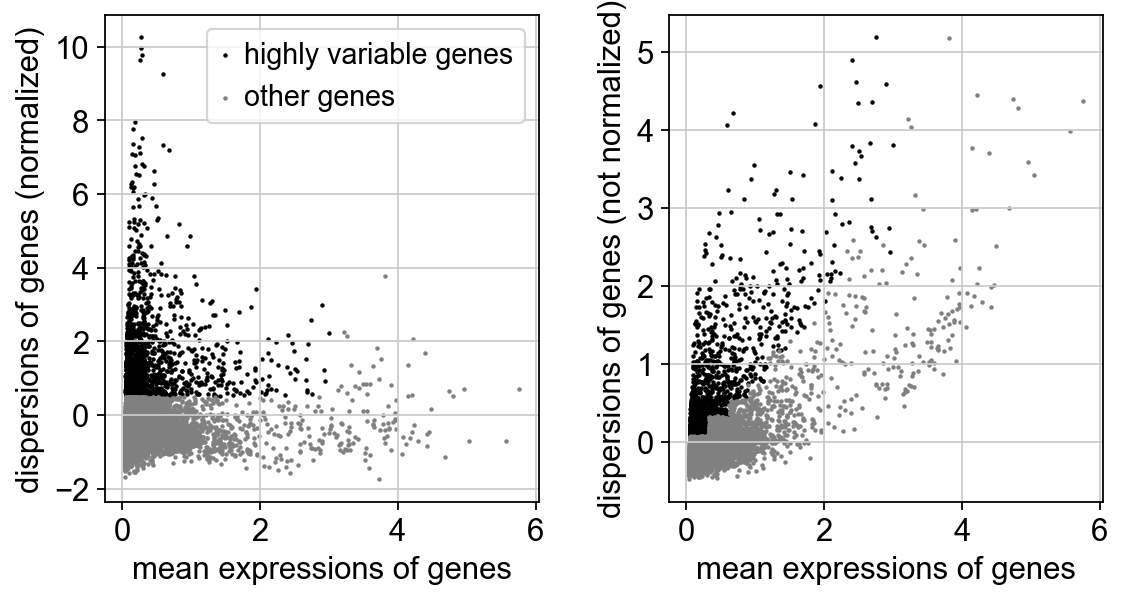 dispersions of genes (normalized)
10
8
6
4
2
0
−2
0 2 4 6
mean expressions of genes
highly variable genes
other genes
dispersions of genes (not normalized)
5
4
3
2
1
0
0 2 4 6
mean expressions of genes